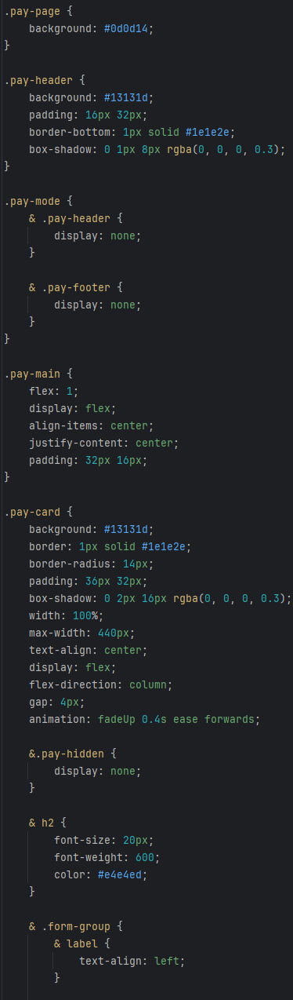 .pay-page {
    background: #0d0d14;
}

.pay-header {
    background: #13131d;
    padding: 16px 32px;
    border-bottom: 1px solid #1e1e2e;
    box-shadow: 0 1px 8px rgba(0, 0, 0, 0.3);
}

.pay-mode {
    & .pay-header {
        display: none;
    }

    & .pay-footer {
        display: none;
    }
}

.pay-main {
    flex: 1;
    display: flex;
    align-items: center;
    justify-content: center;
    padding: 32px 16px;
}

.pay-card {
    background: #13131d;
    border: 1px solid #1e1e2e;
    border-radius: 14px;
    padding: 36px 32px;
    box-shadow: 0 2px 16px rgba(0, 0, 0, 0.3);
    width: 100%;
    max-width: 440px;
    text-align: center;
    display: flex;
    flex-direction: column;
    gap: 4px;
    animation: fadeUp 0.4s ease forwards;

    &.pay-hidden {
        display: none;
    }

    & h2 {
        font-size: 20px;
        font-weight: 600;
        color: #e4e4ed;
    }

    & .form-group {
        & label {
            text-align: left;
        }